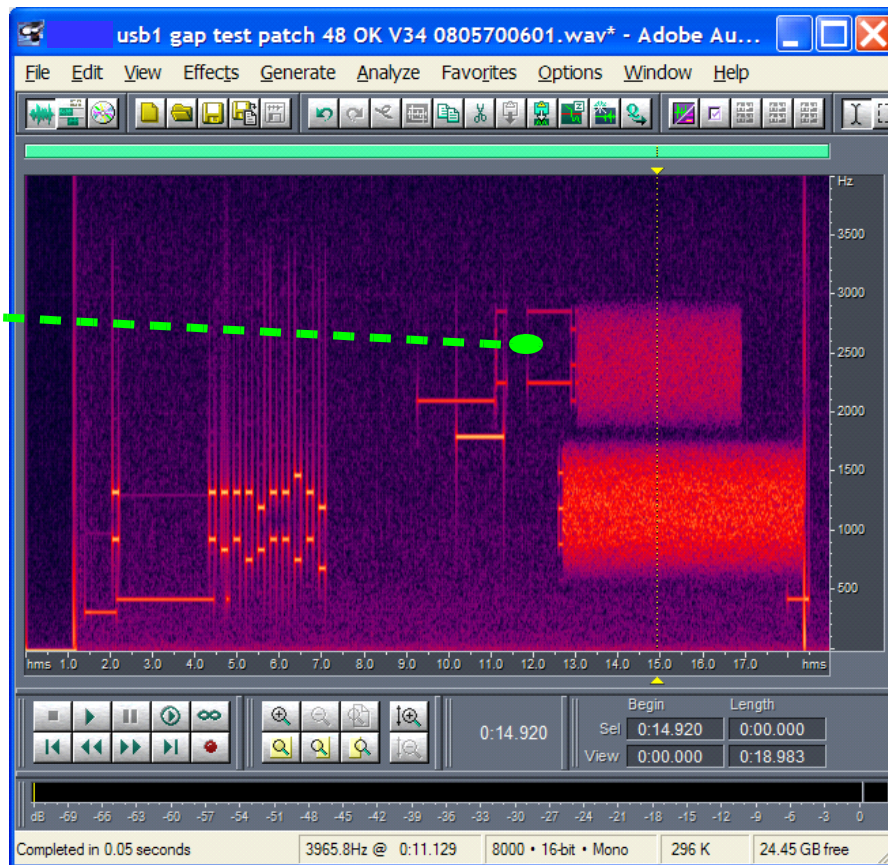 usb1 gap test patch 48 OK V34 0805700601.wav* - Adobe Au...
File Edit View Effects Generate Analyze Favorites Options Window Help
Hz
3500
3000
2500
2000
1500
1000
500
hms 1.0 2.0 3.0 4.0 5.0 6.0 7.0 8.0 9.0 10.0 11.0 12.0 13.0 14.0 15.0 16.0 17.0 hms
Begin Length
0:14.920
Sel 0:14.920 0:00.000
View 0:00.000 0:18.983
dB -69 -66 -63 -60 -57 -54 -51 -48 -45 -42 -39 -36 -33 -30 -27 -24 -21 -18 -15 -12 -9 -6 -3 0
Completed in 0.05 seconds 3965.8Hz @ 0:11.129 8000 • 16-bit • Mono 296 K 24.45 GB free